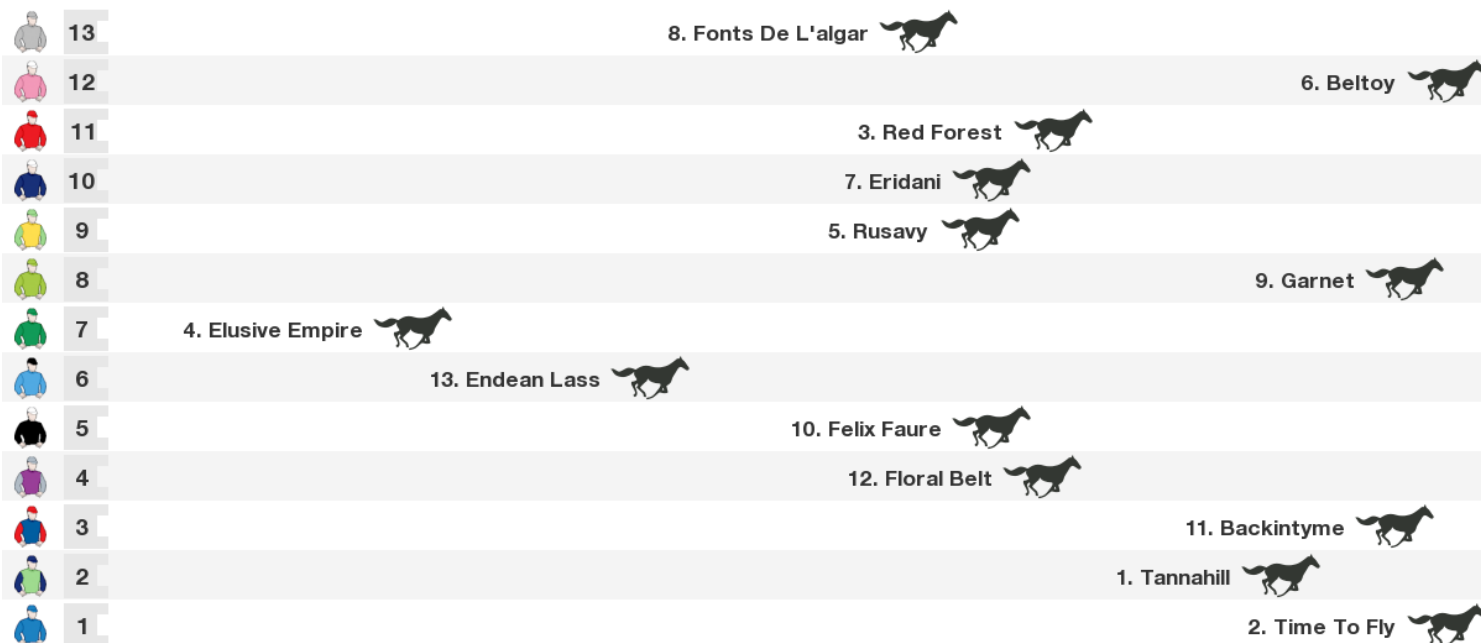 13 8. Fonts De L'algar
12 6. Beltoy
11 3. Red Forest
10 7. Eridani
9 5. Rusavy
8 9. Garnet
7 4. Elusive Empire
6 13. Endean Lass
5 10. Felix Faure
4 12. Floral Belt
3 11. Backintyme
2 1. Tannahill
1 2. Time To Fly